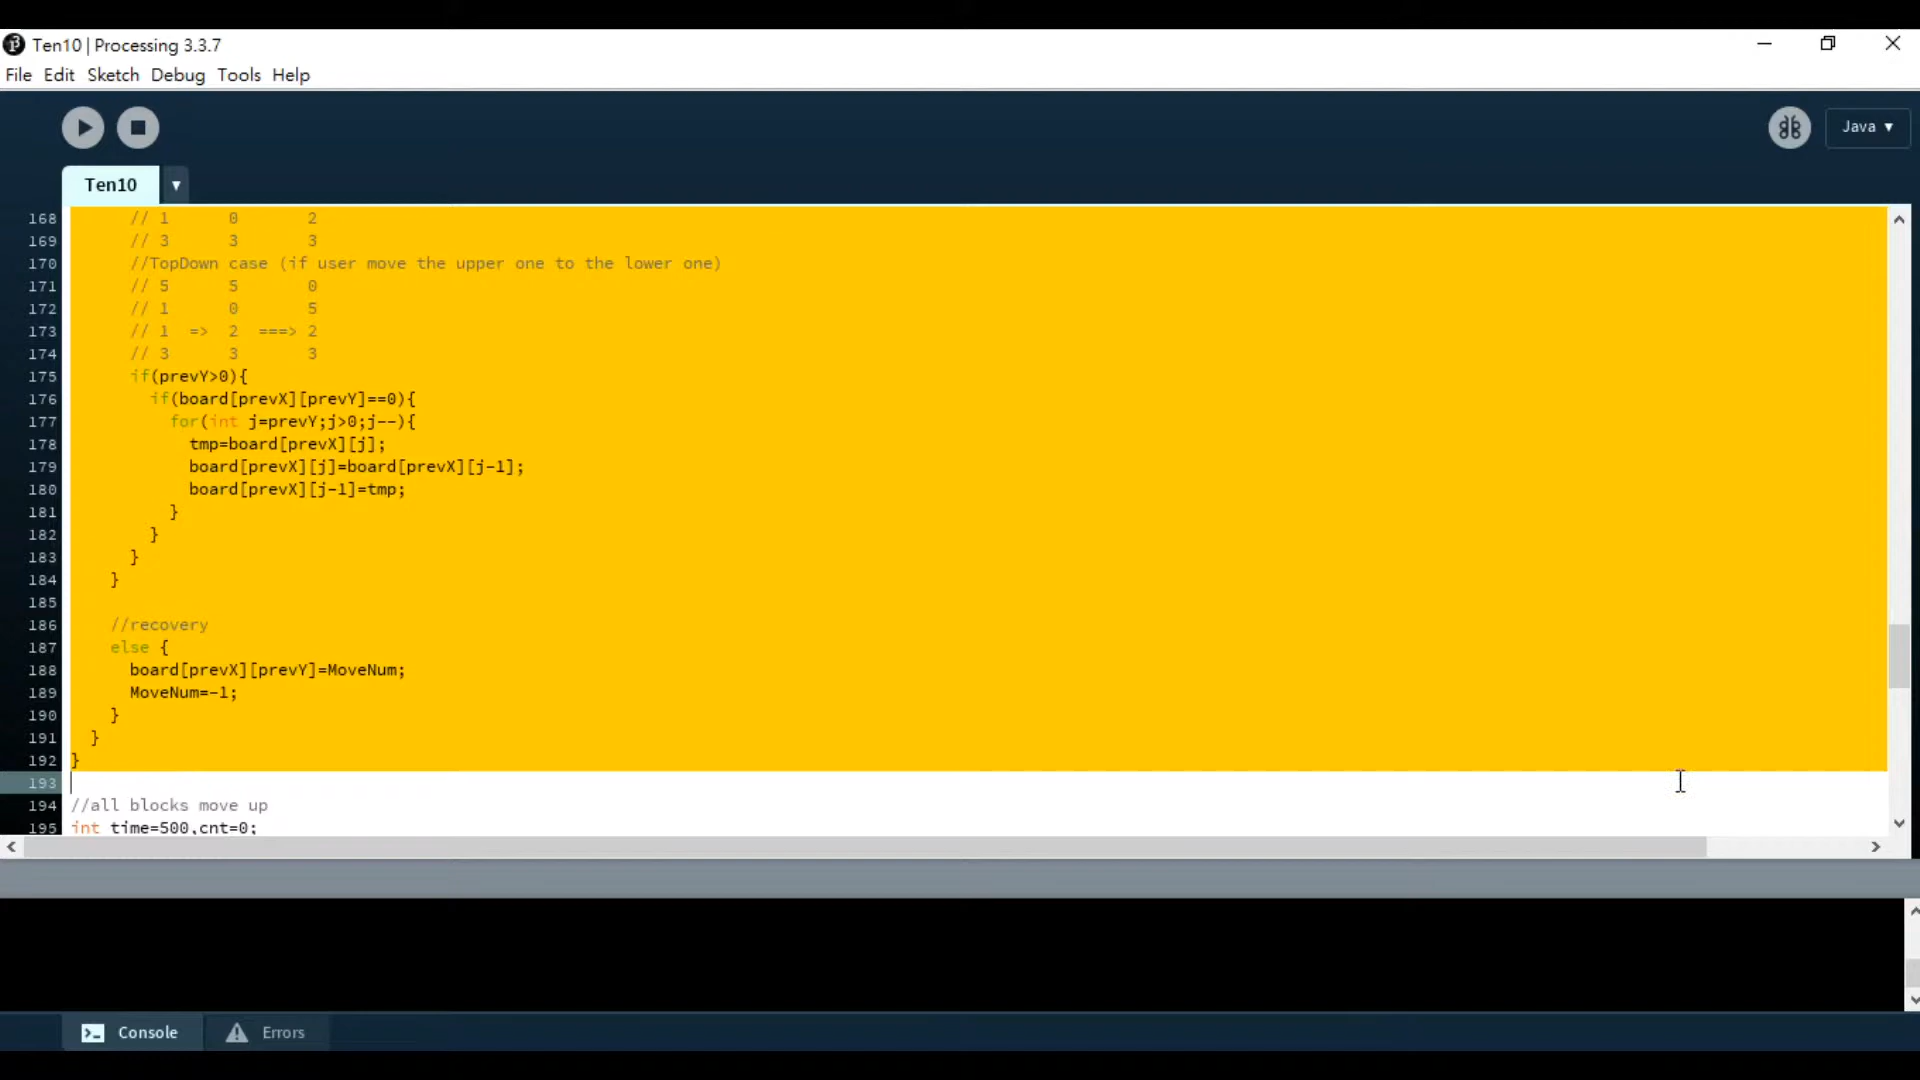 Ten10 | Processing 3.3.7
File Edit Sketch Debug Tools Help
Java ▼
Ten10 ▼
168 // 1 0 2
169 // 3 3 3
170 //TopDown case (if user move the upper one to the lower one)
171 // 5 5 0
172 // 1 0 5
173 // 1 => 2 ===> 2
174 // 3 3 3
175 if(prevY>0){
176 if(board[prevX][prevY]==0){
177 for(int j=prevY;j>0;j--){
178 tmp=board[prevX][j];
179 board[prevX][j]=board[prevX][j-1];
180 board[prevX][j-1]=tmp;
181 }
182 }
183 }
184 }
185
186 //recovery
187 else {
188 board[prevX][prevY]=MoveNum;
189 MoveNum=-1;
190 }
191 }
192 }
193
194 //all blocks move up
195 int time=500,cnt=0;
Console Errors